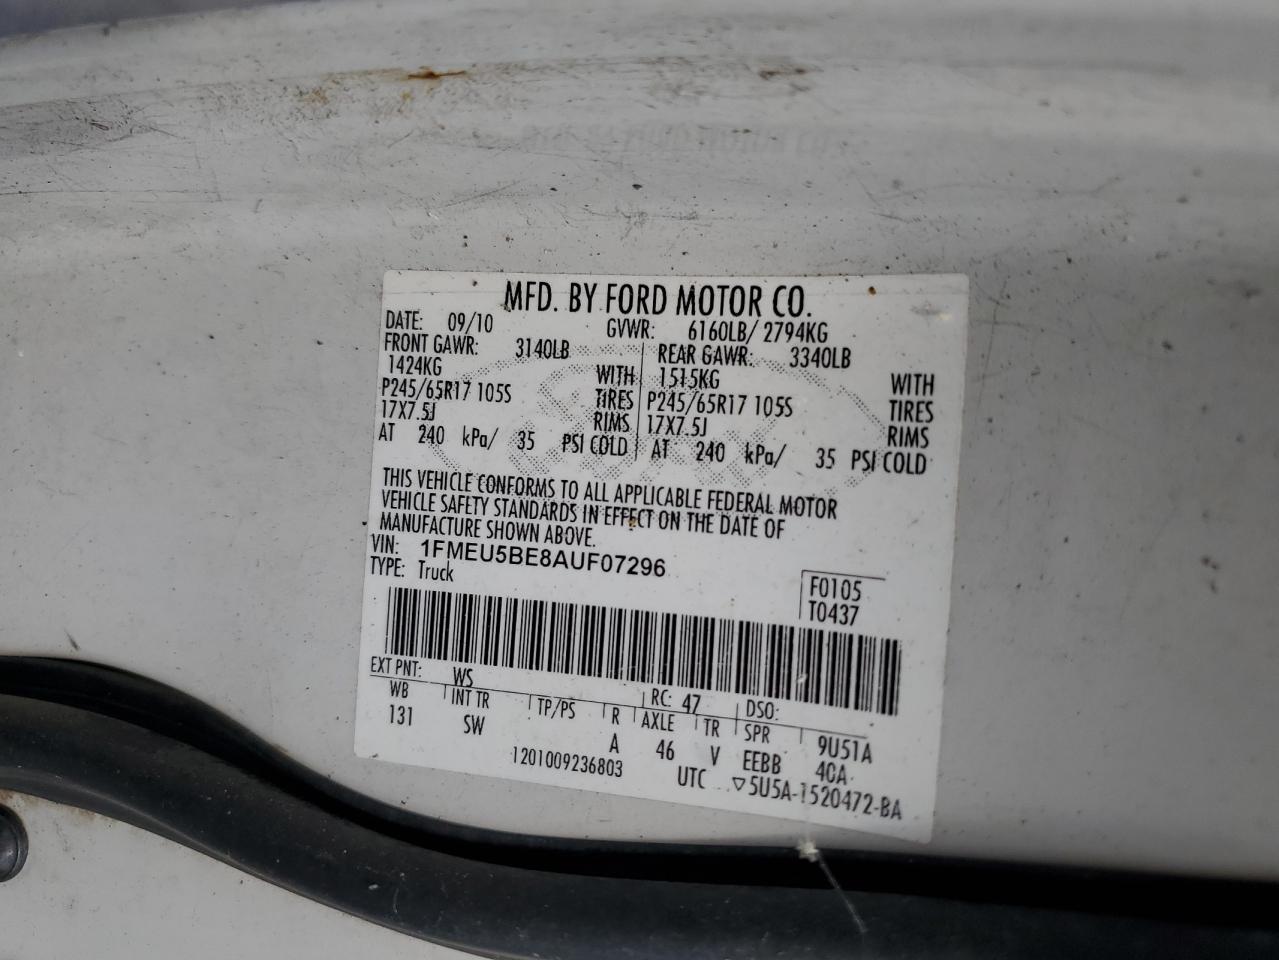 MFD. BY FORD MOTOR CO.
DATE: 09/10 GVWR: 6160LB/ 2794KG
FRONT GAWR: 3140LB REAR GAWR: 3340LB
1424KG WITH 1515KG WITH
P245/65R17 105S TIRES P245/65R17 105S TIRES
17X7.5J RIMS 17X7.5J RIMS
AT 240 kPa/ 35 PSI COLD AT 240 kPa/ 35 PSI COLD
THIS VEHICLE CONFORMS TO ALL APPLICABLE FEDERAL MOTOR
VEHICLE SAFETY STANDARDS IN EFFECT ON THE DATE OF
MANUFACTURE SHOWN ABOVE.
VIN: 1FMEU5BE8AUF07296
TYPE: Truck
F0105
T0437
EXT PNT: WS RC: 47 DSO:
WB INT TR TP/PS R AXLE TR SPR 9U51A
131 SW A 46 V EEBB 40A
1201009236803 UTC ▽5U5A-1520472-BA